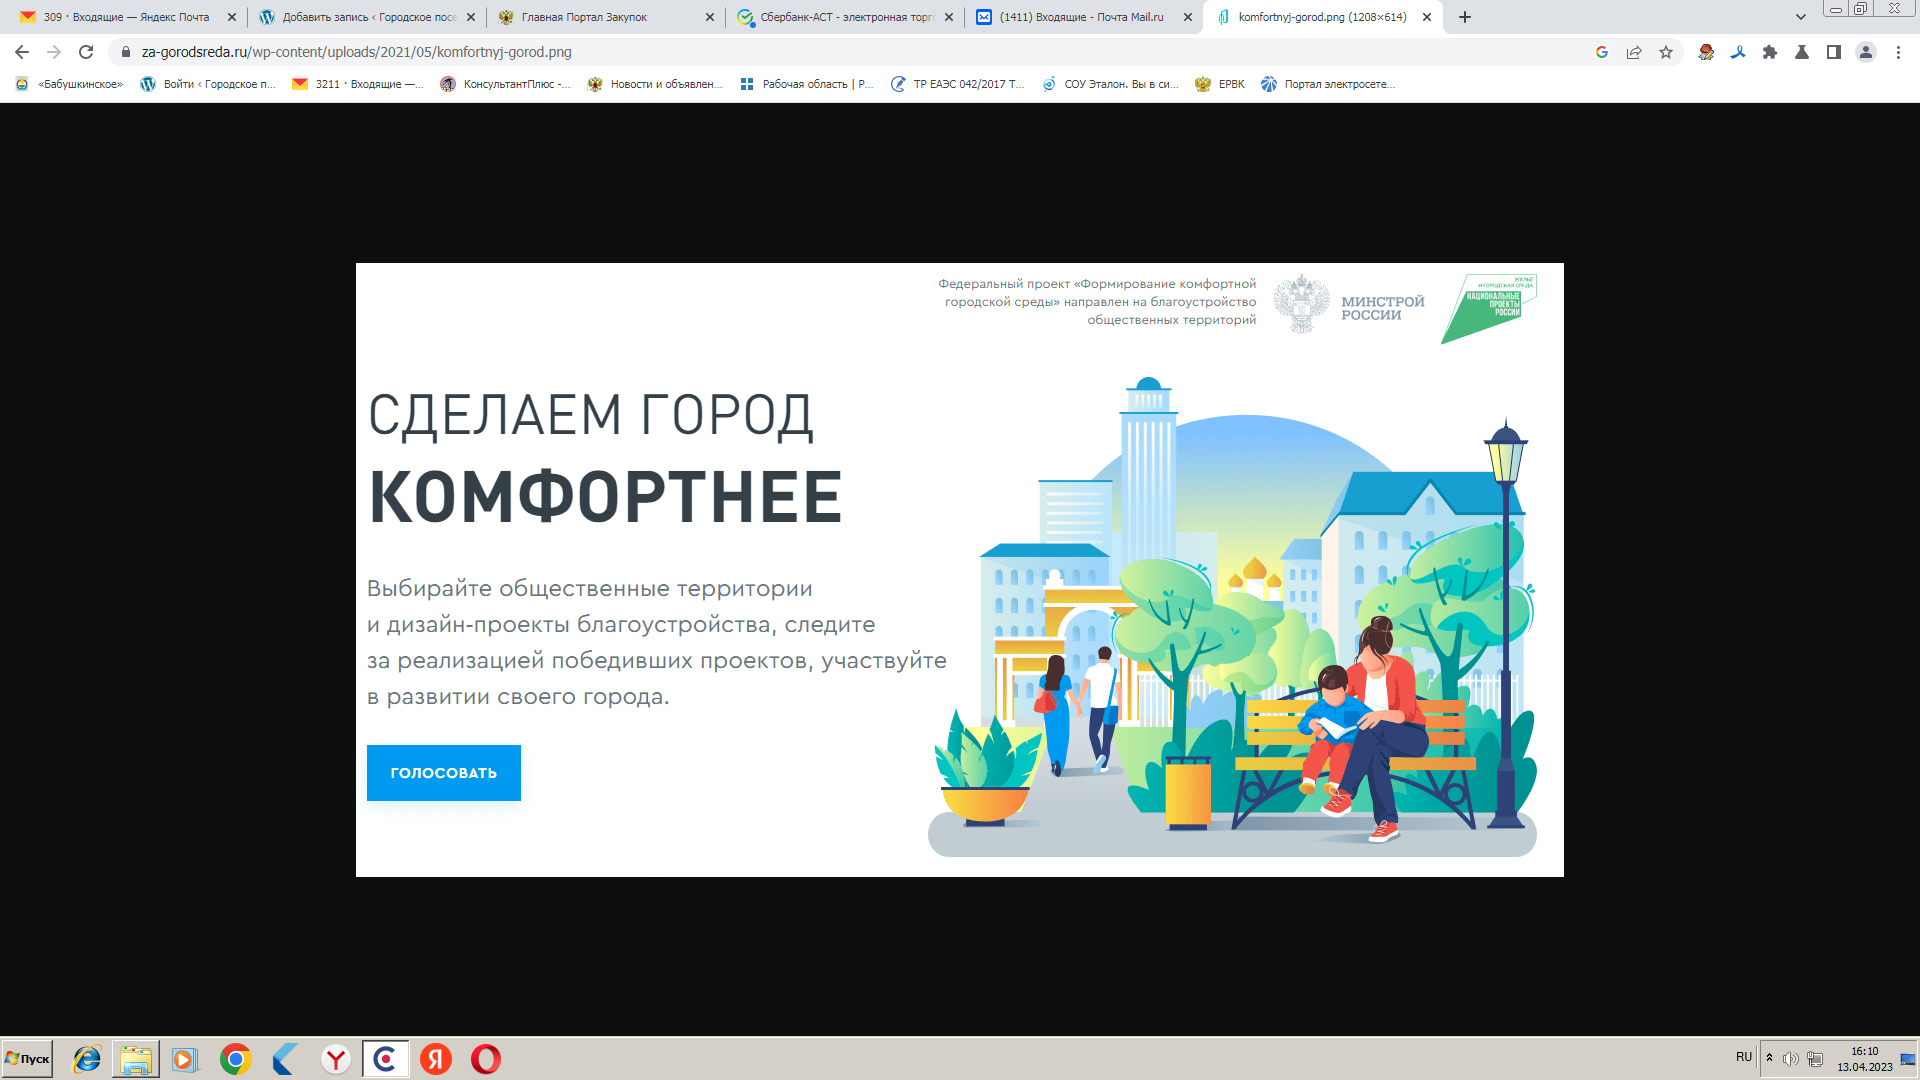 309 · Входящие — Яндекс Почта
Добавить запись ‹ Городское посе
Главная Портал Закупок
Сбербанк-АСТ - электронная торго
(1411) Входящие - Почта Mail.ru
komfortnyj-gorod.png (1208×614)
za-gorodsreda.ru/wp-content/uploads/2021/05/komfortnyj-gorod.png
«Бабушкинское»
Войти ‹ Городское п...
3211 · Входящие —...
КонсультантПлюс -...
Новости и объявлен...
Рабочая область | Р...
ТР ЕАЭС 042/2017 Т...
СОУ Эталон. Вы в си...
ЕРВК
Портал электросете...
Федеральный проект «Формирование комфортной
городской среды» направлен на благоустройство
общественных территорий
МИНСТРОЙ
РОССИИ
ЖИЛЬЕ
И ГОРОДСКАЯ СРЕДА
НАЦИОНАЛЬНЫЕ
ПРОЕКТЫ
РОССИИ
СДЕЛАЕМ ГОРОД
КОМФОРТНЕЕ
Выбирайте общественные территории
и дизайн-проекты благоустройства, следите
за реализацией победивших проектов, участвуйте
в развитии своего города.
ГОЛОСОВАТЬ
Пуск
RU
16:10
13.04.2023